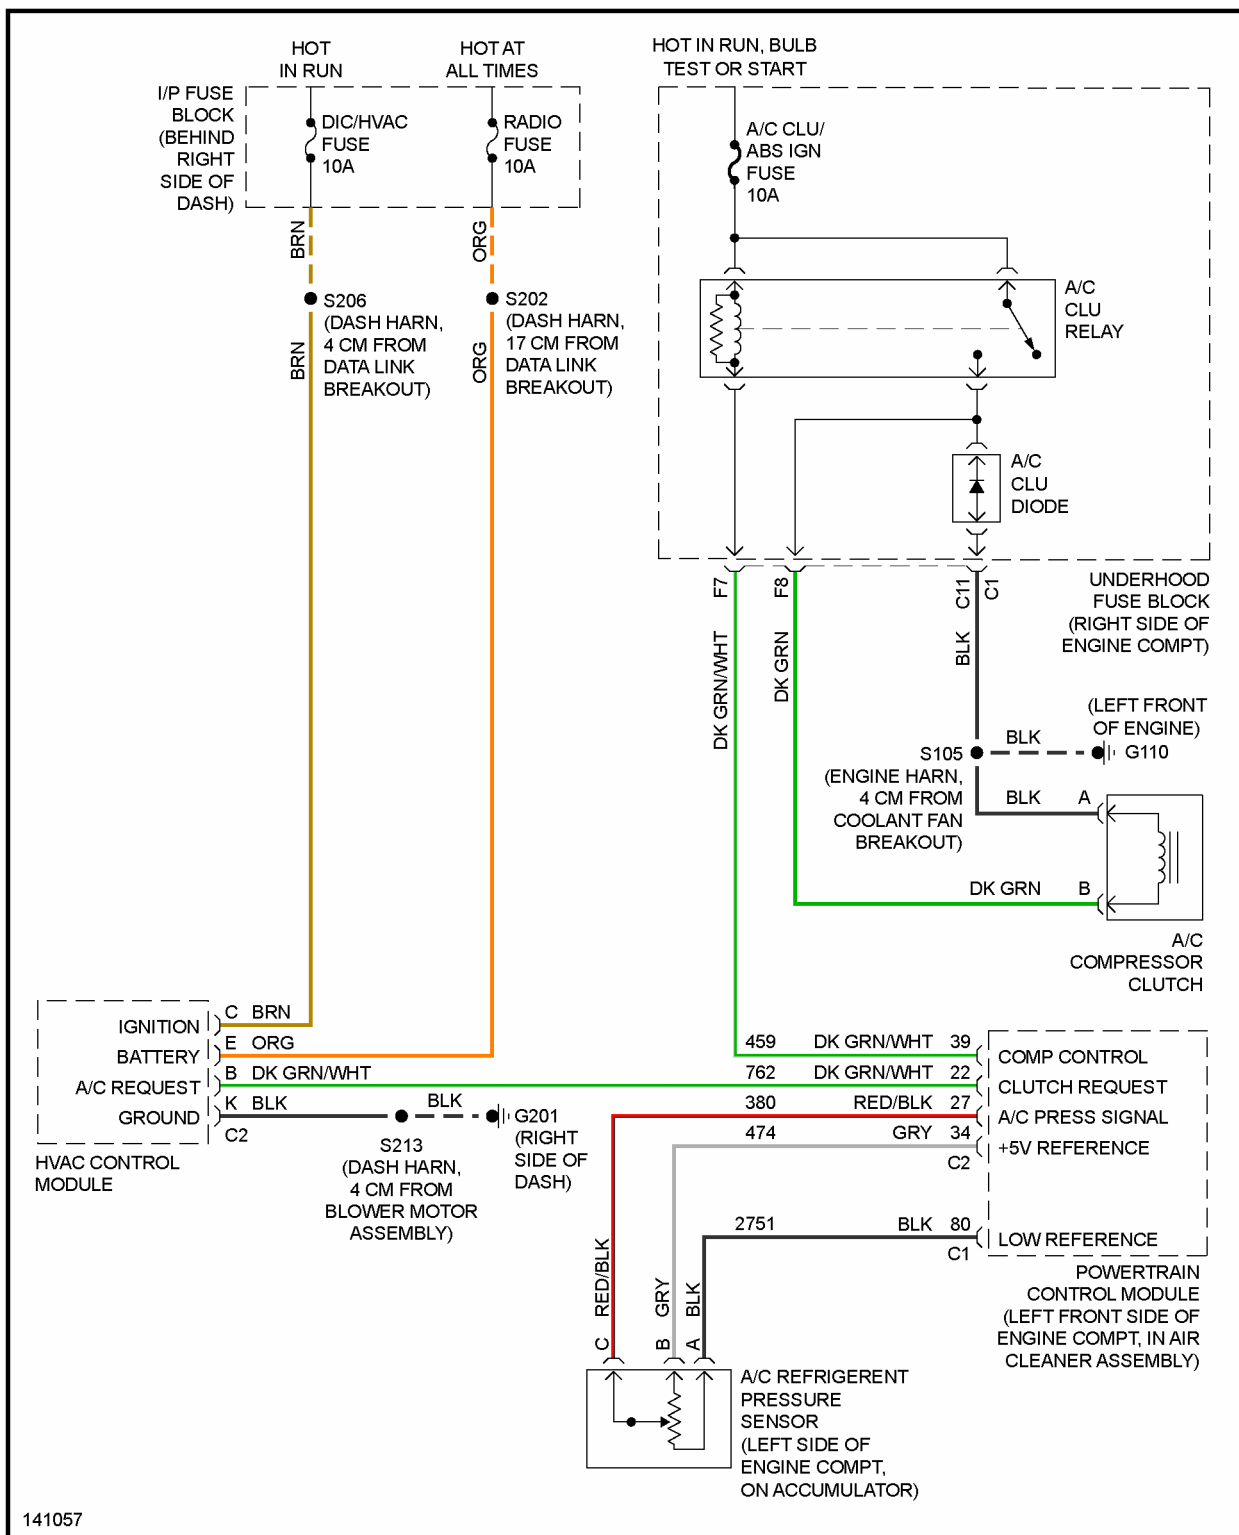 HOT
IN RUN
HOT AT
ALL TIMES
HOT IN RUN, BULB
TEST OR START
I/P FUSE
BLOCK
(BEHIND
RIGHT
SIDE OF
DASH)
DIC/HVAC
FUSE
10A
RADIO
FUSE
10A
A/C CLU/
ABS IGN
FUSE
10A
BRN
ORG
S206
(DASH HARN,
4 CM FROM
DATA LINK
BREAKOUT)
S202
(DASH HARN,
17 CM FROM
DATA LINK
BREAKOUT)
BRN
ORG
A/C
CLU
RELAY
A/C
CLU
DIODE
F7
F8
C11
C1
UNDERHOOD
FUSE BLOCK
(RIGHT SIDE OF
ENGINE COMPT)
DK GRN/WHT
DK GRN
BLK
(LEFT FRONT
OF ENGINE)
BLK
G110
S105
(ENGINE HARN,
4 CM FROM
COOLANT FAN
BREAKOUT)
BLK
A
DK GRN
B
A/C
COMPRESSOR
CLUTCH
IGNITION
C
BRN
BATTERY
E
ORG
A/C REQUEST
B
DK GRN/WHT
GROUND
K
BLK
C2
HVAC CONTROL
MODULE
BLK
S213
(DASH HARN,
4 CM FROM
BLOWER MOTOR
ASSEMBLY)
G201
(RIGHT
SIDE OF
DASH)
459
DK GRN/WHT
39
COMP CONTROL
762
DK GRN/WHT
22
CLUTCH REQUEST
380
RED/BLK
27
A/C PRESS SIGNAL
474
GRY
34
+5V REFERENCE
C2
2751
BLK
80
LOW REFERENCE
C1
POWERTRAIN
CONTROL MODULE
(LEFT FRONT SIDE OF
ENGINE COMPT, IN AIR
CLEANER ASSEMBLY)
RED/BLK
GRY
BLK
C
B
A
A/C REFRIGERENT
PRESSURE
SENSOR
(LEFT SIDE OF
ENGINE COMPT,
ON ACCUMULATOR)
141057